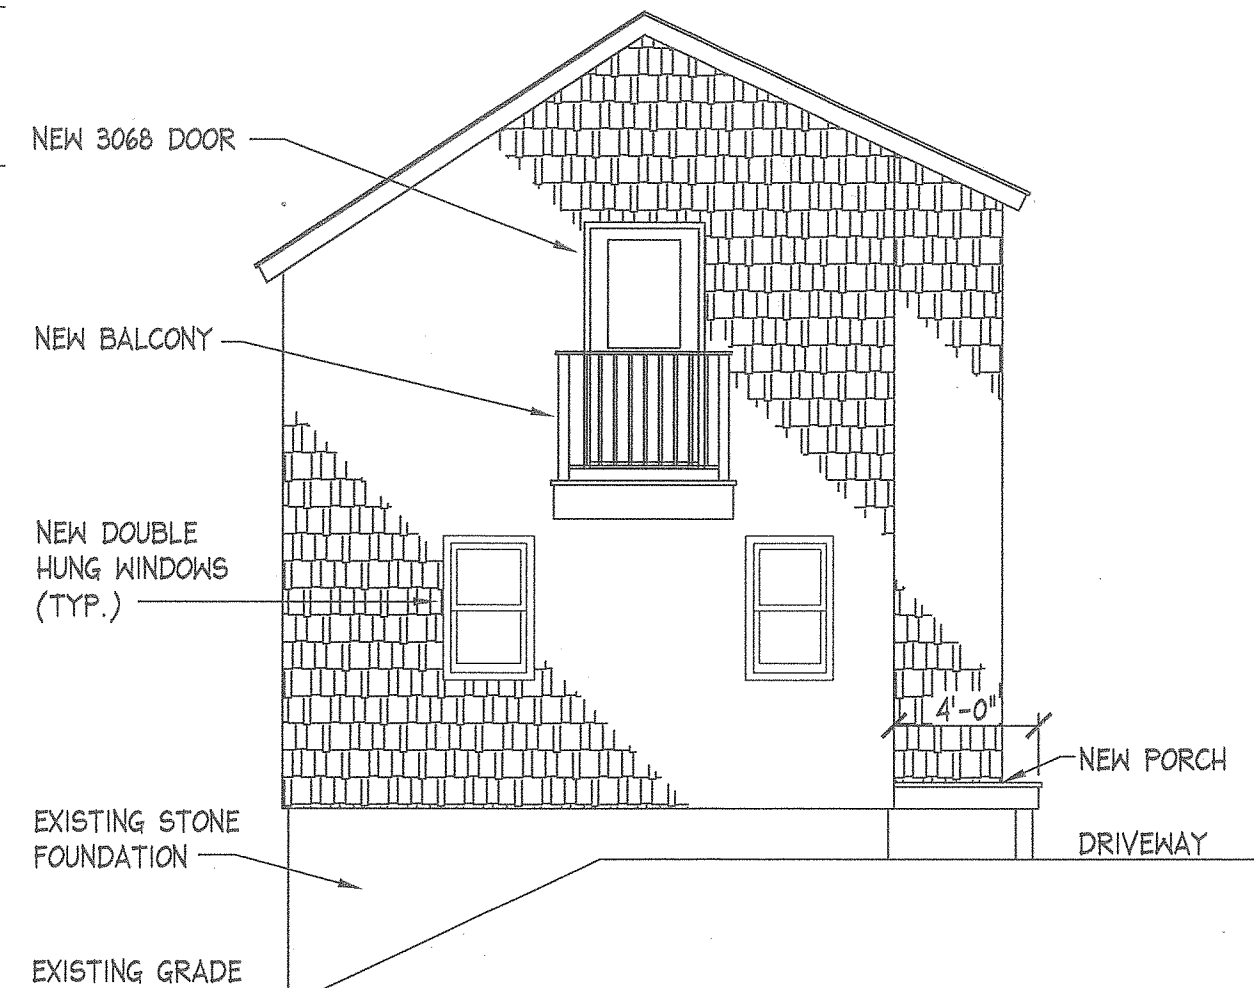 NEW 3068 DOOR
NEW BALCONY
NEW DOUBLE
HUNG WINDOWS
(TYP.)
4'-0"
NEW PORCH
EXISTING STONE
FOUNDATION
DRIVEWAY
EXISTING GRADE